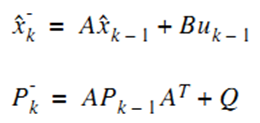 x̂ₖ⁻ = Ax̂ₖ₋₁ + Buₖ₋₁
Pₖ⁻ = APₖ₋₁Aᵀ + Q